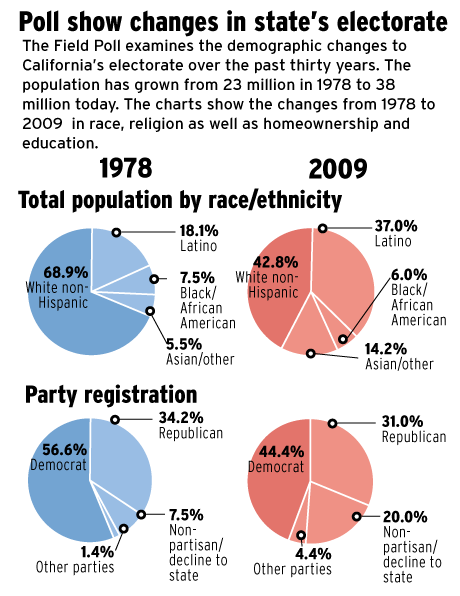 Poll show changes in state's electorate
The Field Poll examines the demographic changes to
California's electorate over the past thirty years. The
population has grown from 23 million in 1978 to 38
million today. The charts show the changes from 1978 to
2009 in race, religion as well as homeownership and
education.
1978
2009
Total population by race/ethnicity
18.1%
Latino
68.9%
White non-
Hispanic
7.5%
Black/
African
American
5.5%
Asian/other
37.0%
Latino
42.8%
White non-
Hispanic
6.0%
Black/
African
American
14.2%
Asian/other
Party registration
34.2%
Republican
56.6%
Democrat
7.5%
Non-
partisan/
decline to
state
1.4%
Other parties
31.0%
Republican
44.4%
Democrat
20.0%
Non-
partisan/
decline to
state
4.4%
Other parties